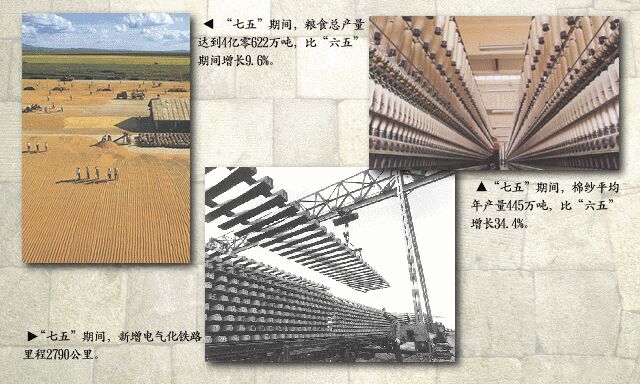 ◀ “七五”期间，粮食总产量
达到4亿零622万吨，比“六五”
期间增长9.6%。
▲“七五”期间，棉纱平均
年产量445万吨，比“六五”
增长34.4%。
▶“七五”期间，新增电气化铁路
里程2790公里。